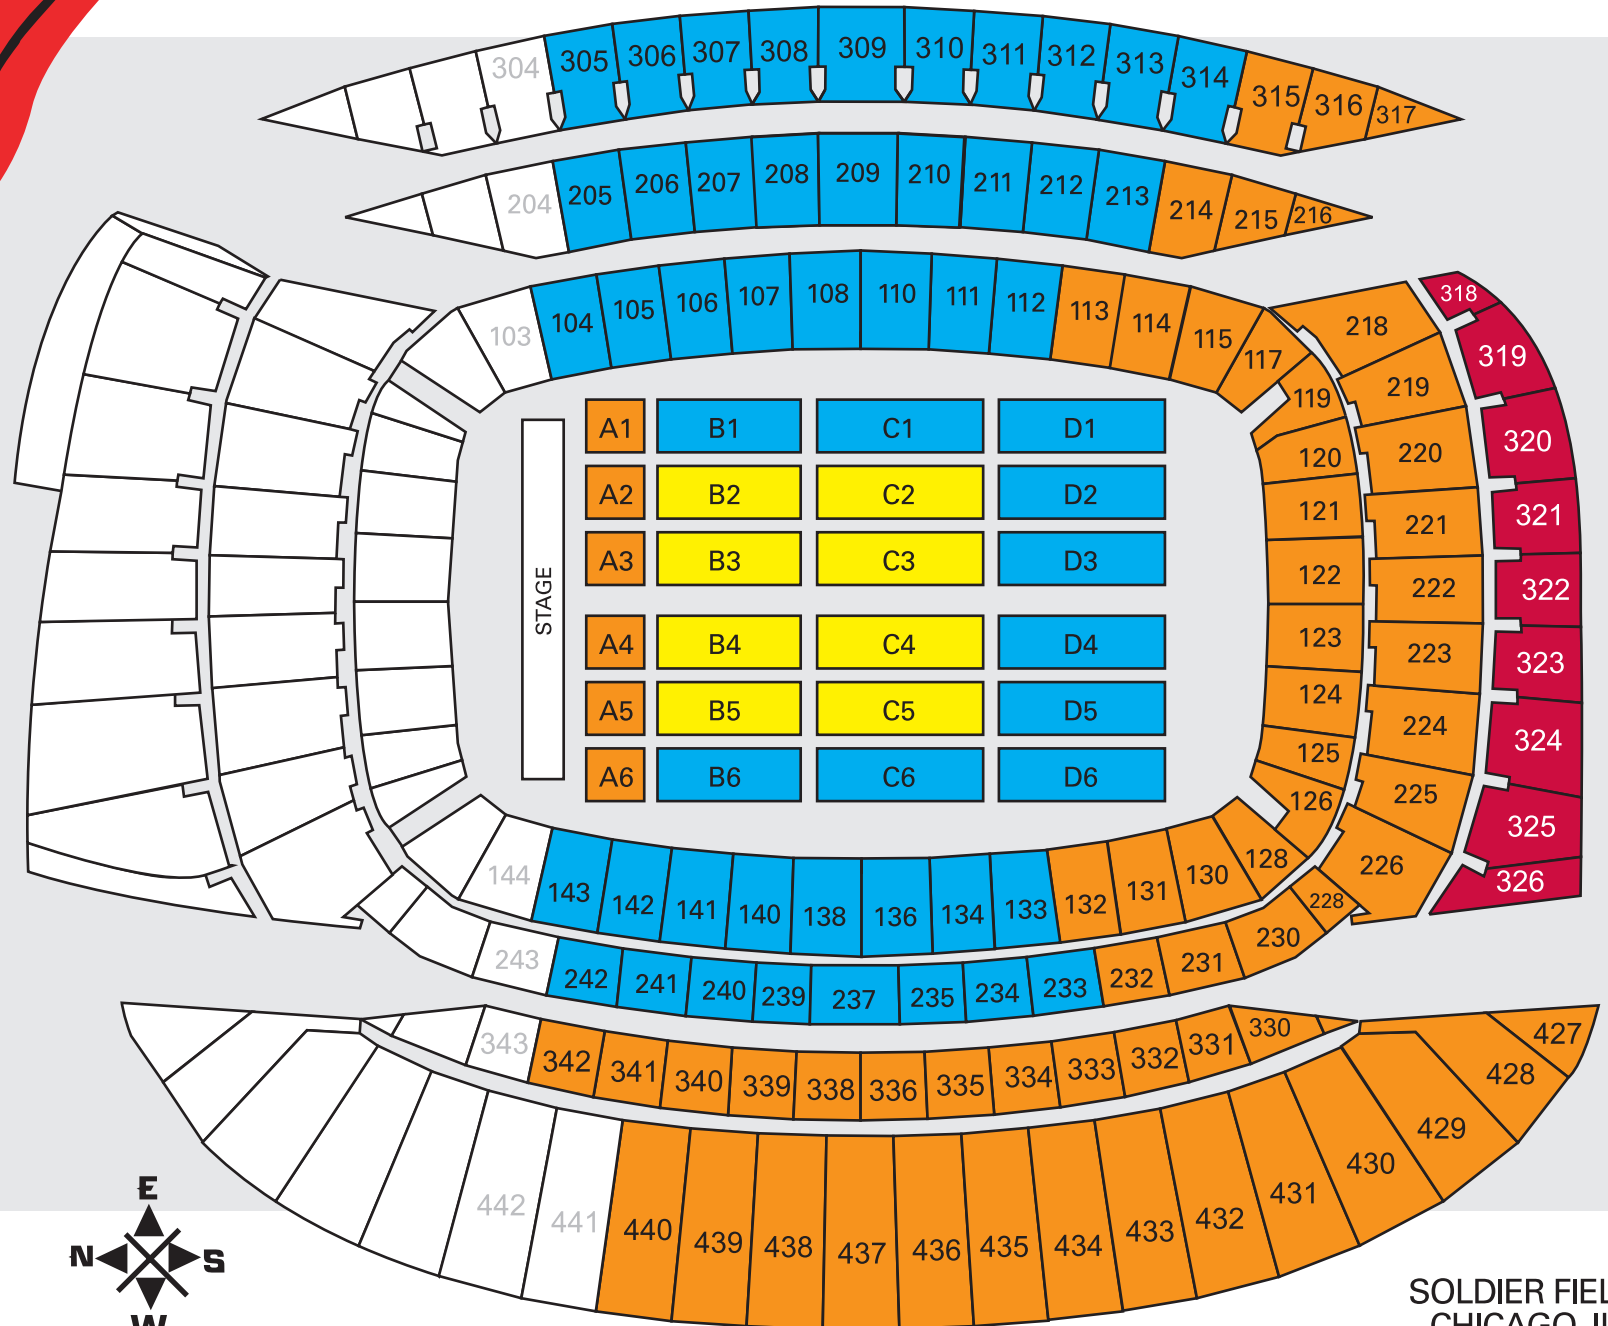 304 305 306 307 308 309 310 311 312 313 314 315 316 317
204 205 206 207 208 209 210 211 212 213 214 215 216
103 104 105 106 107 108 110 111 112 113 114 115 117
119 120 121 122 123 124 125 126
218 219 220 221 222 223 224 225 226 228
318 319 320 321 322 323 324 325 326
STAGE
A1 B1 C1 D1
A2 B2 C2 D2
A3 B3 C3 D3
A4 B4 C4 D4
A5 B5 C5 D5
A6 B6 C6 D6
144 143 142 141 140 138 136 134 133 132 131 130 128
243 242 241 240 239 237 235 234 233 232 231 230
343 342 341 340 339 338 336 335 334 333 332 331 330
442 441 440 439 438 437 436 435 434 433 432 431 430 429 428 427
E
N S
W
SOLDIER FIEL
CHICAGO